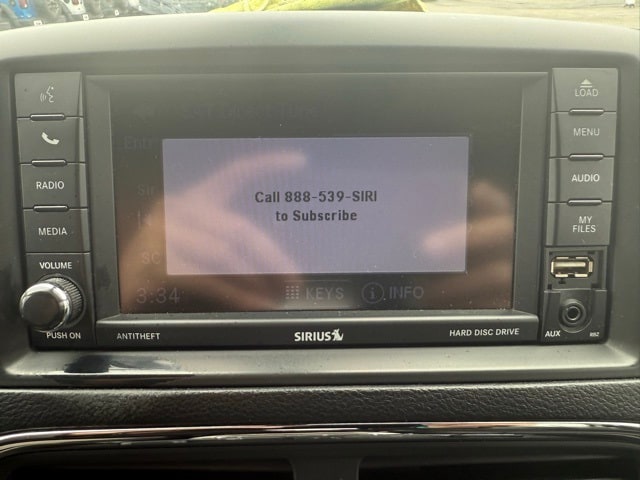 LOAD
MENU
RADIO
AUDIO
MEDIA
MY
FILES
VOLUME
PUSH ON
Call 888-539-SIRI
to Subscribe
3:34
KEYS
INFO
ANTITHEFT
SIRIUS
HARD DISC DRIVE
AUX
RBZ